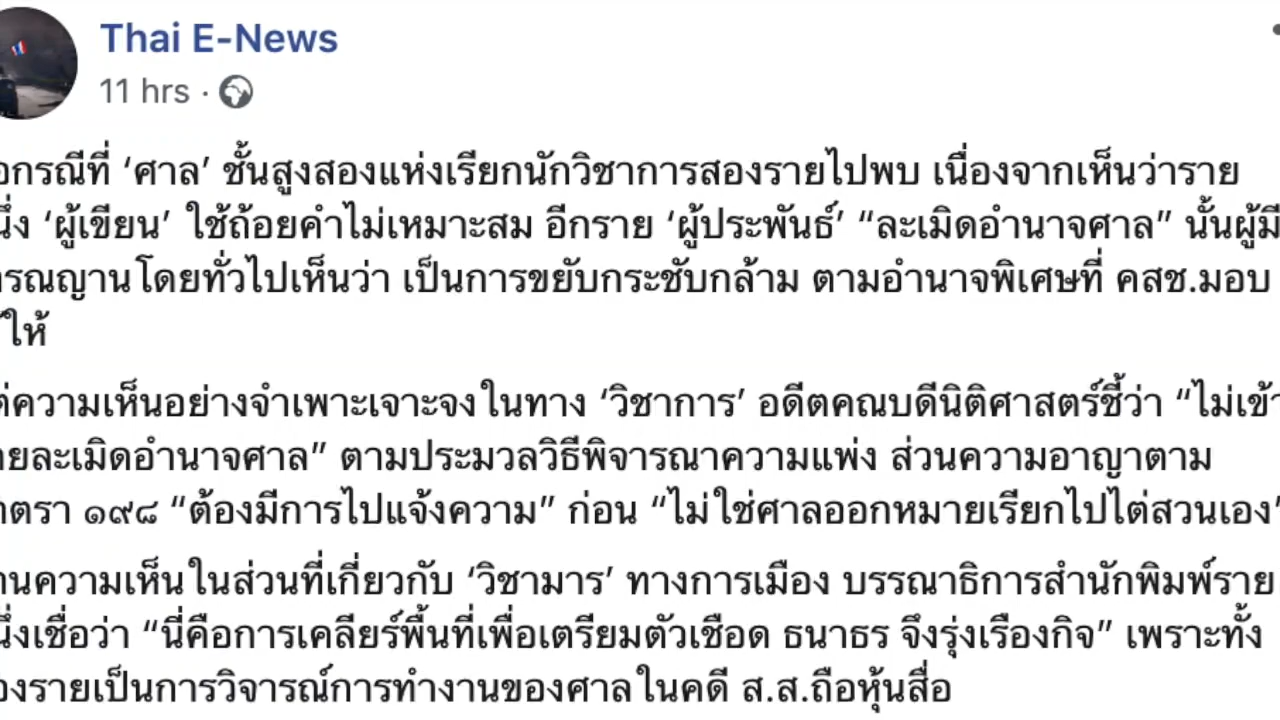 Thai E-News
11 hrs ·
อกรณีที่ ‘ศาล’ ชั้นสูงสองแห่งเรียกนักวิชาการสองรายไปพบ เนื่องจากเห็นว่าราย
นึ่ง ‘ผู้เขียน’ ใช้ถ้อยคำไม่เหมาะสม อีกราย ‘ผู้ประพันธ์’ “ละเมิดอำนาจศาล” นั้นผู้มี
ารณญานโดยทั่วไปเห็นว่า เป็นการขยับกระชับกล้าม ตามอำนาจพิเศษที่ คสช.มอบ
ให้
ต่ความเห็นอย่างจำเพาะเจาะจงในทาง ‘วิชาการ’ อดีตคณบดีนิติศาสตร์ชี้ว่า “ไม่เข้า
ายละเมิดอำนาจศาล” ตามประมวลวิธีพิจารณาความแพ่ง ส่วนความอาญาตาม
าตรา ๑๙๘ “ต้องมีการไปแจ้งความ” ก่อน “ไม่ใช่ศาลออกหมายเรียกไปไต่สวนเอง”
านความเห็นในส่วนที่เกี่ยวกับ ‘วิชามาร’ ทางการเมือง บรรณาธิการสำนักพิมพ์ราย
นึ่งเชื่อว่า “นี่คือการเคลียร์พื้นที่เพื่อเตรียมตัวเชือด ธนาธร จึงรุ่งเรืองกิจ” เพราะทั้ง
องรายเป็นการวิจารณ์การทำงานของศาลในคดี ส.ส.ถือหุ้นสื่อ